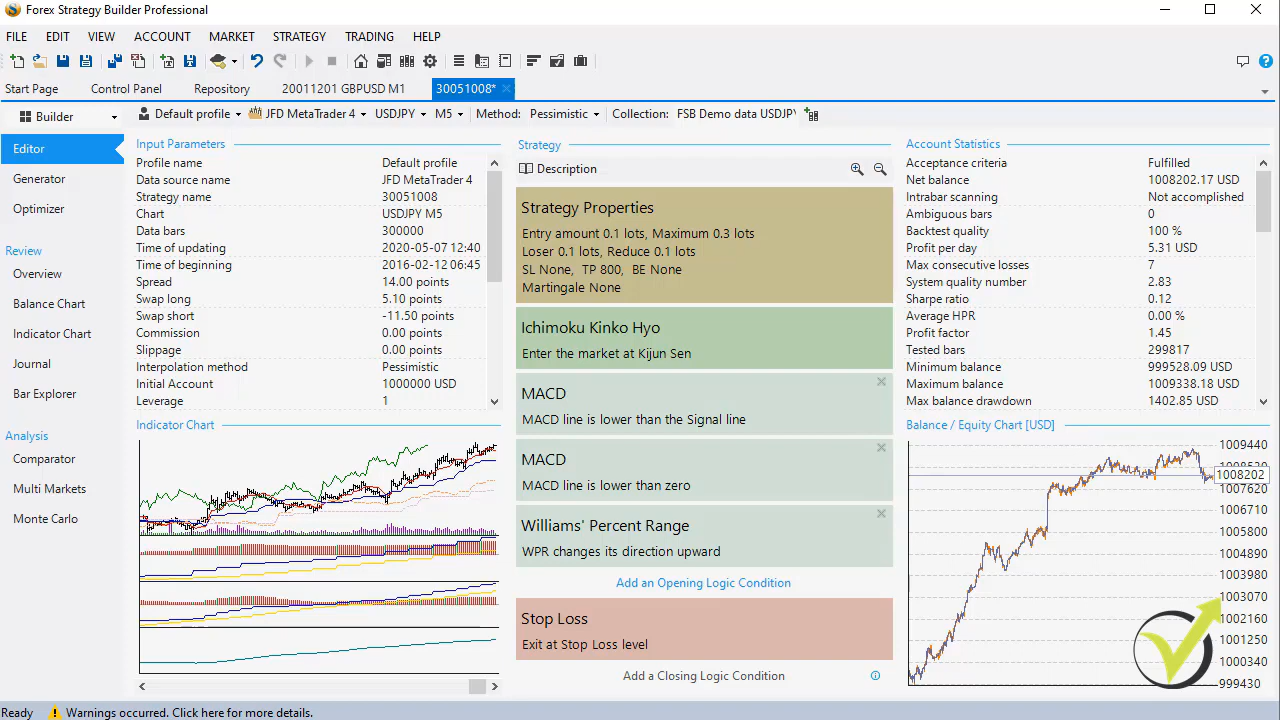 Forex Strategy Builder Professional
FILE EDIT VIEW ACCOUNT MARKET STRATEGY TRADING HELP
Start Page Control Panel Repository 20011201 GBPUSD M1 30051008*
Builder Default profile JFD MetaTrader 4 USDJPY M5 Method: Pessimistic Collection: FSB Demo data USDJPY
Editor
Generator
Optimizer
Review
Overview
Balance Chart
Indicator Chart
Journal
Bar Explorer
Analysis
Comparator
Multi Markets
Monte Carlo
Input Parameters
Profile name Default profile
Data source name JFD MetaTrader 4
Strategy name 30051008
Chart USDJPY M5
Data bars 300000
Time of updating 2020-05-07 12:40
Time of beginning 2016-02-12 06:45
Spread 14.00 points
Swap long 5.10 points
Swap short -11.50 points
Commission 0.00 points
Slippage 0.00 points
Interpolation method Pessimistic
Initial Account 1000000 USD
Leverage 1
Indicator Chart
Strategy
Description
Strategy Properties
Entry amount 0.1 lots, Maximum 0.3 lots
Loser 0.1 lots, Reduce 0.1 lots
SL None, TP 800, BE None
Martingale None
Ichimoku Kinko Hyo
Enter the market at Kijun Sen
MACD
MACD line is lower than the Signal line
MACD
MACD line is lower than zero
Williams' Percent Range
WPR changes its direction upward
Add an Opening Logic Condition
Stop Loss
Exit at Stop Loss level
Add a Closing Logic Condition
Account Statistics
Acceptance criteria Fulfilled
Net balance 1008202.17 USD
Intrabar scanning Not accomplished
Ambiguous bars 0
Backtest quality 100 %
Profit per day 5.31 USD
Max consecutive losses 7
System quality number 2.83
Sharpe ratio 0.12
Average HPR 0.00 %
Profit factor 1.45
Tested bars 299817
Minimum balance 999528.09 USD
Maximum balance 1009338.18 USD
Max balance drawdown 1402.85 USD
Balance / Equity Chart [USD]
1009440
1008202
1007620
1006710
1005800
1004890
1003980
1003070
1002160
1001250
1000340
999430
Ready Warnings occurred. Click here for more details.